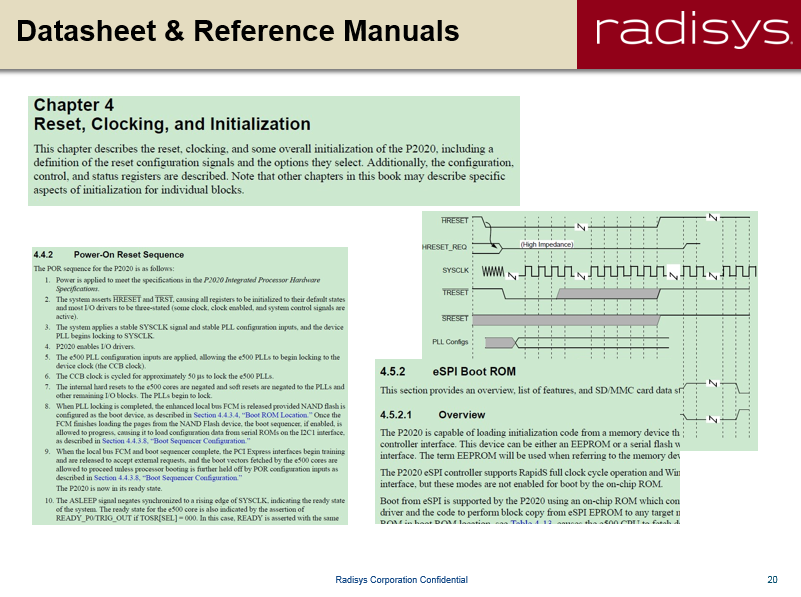 Datasheet & Reference Manuals
radisys.
Chapter 4
Reset, Clocking, and Initialization
This chapter describes the reset, clocking, and some overall initialization of the P2020, including a
definition of the reset configuration signals and the options they select. Additionally, the configuration,
control, and status registers are described. Note that other chapters in this book may describe specific
aspects of initialization for individual blocks.
4.4.2 Power-On Reset Sequence
The POR sequence for the P2020 is as follows:
1. Power is applied to meet the specifications in the P2020 Integrated Processor Hardware
Specifications.
2. The system asserts HRESET and TRST, causing all registers to be initialized to their default states
and most I/O drivers to be three-stated (some clock, clock enabled, and system control signals are
active).
3. The system applies a stable SYSCLK signal and stable PLL configuration inputs, and the device
PLL begins locking to SYSCLK.
4. P2020 enables I/O drivers.
5. The e500 PLL configuration inputs are applied, allowing the e500 PLLs to begin locking to the
device clock (the CCB clock).
6. The CCB clock is cycled for approximately 50 μs to lock the e500 PLLs.
7. The internal hard resets to the e500 cores are negated and soft resets are negated to the PLLs and
other remaining I/O blocks. The PLLs begin to lock.
8. When PLL locking is completed, the enhanced local bus FCM is released provided NAND flash is
configured as the boot device, as described in Section 4.4.3.4, “Boot ROM Location.” Once the
FCM finishes loading the pages from the NAND Flash device, the boot sequencer, if enabled, is
allowed to progress, causing it to load configuration data from serial ROMs on the I2C1 interface,
as described in Section 4.4.3.8, “Boot Sequencer Configuration.”
9. When the local bus FCM and boot sequencer complete, the PCI Express interfaces begin training
and are released to accept external requests, and the boot vectors fetched by the e500 cores are
allowed to proceed unless processor booting is further held off by POR configuration inputs as
described in Section 4.4.3.8, “Boot Sequencer Configuration.”
The P2020 is now in its ready state.
10. The ASLEEP signal negates synchronized to a rising edge of SYSCLK, indicating the ready state
of the system. The ready state for the e500 core is also indicated by the assertion of
READY_P0/TRIG_OUT if TOSR[SEL] = 000. In this case, READY is asserted with the same
HRESET
HRESET_REQ
(High Impedance)
SYSCLK
TRESET
SRESET
PLL Configs
4.5.2 eSPI Boot ROM
This section provides an overview, list of features, and SD/MMC card data st
4.5.2.1 Overview
The P2020 is capable of loading initialization code from a memory device th
controller interface. This device can be either an EEPROM or a serial flash w
interface. The term EEPROM will be used when referring to the memory dev
The P2020 eSPI controller supports RapidS full clock cycle operation and Win
interface, but these modes are not enabled for boot by the on-chip ROM.
Boot from eSPI is supported by the P2020 using an on-chip ROM which con
driver and the code to perform block copy from eSPI EPROM to any target m
ROM in boot ROM location, see Table 4-13, causes the e500 CPU to fetch
Radisys Corporation Confidential
20